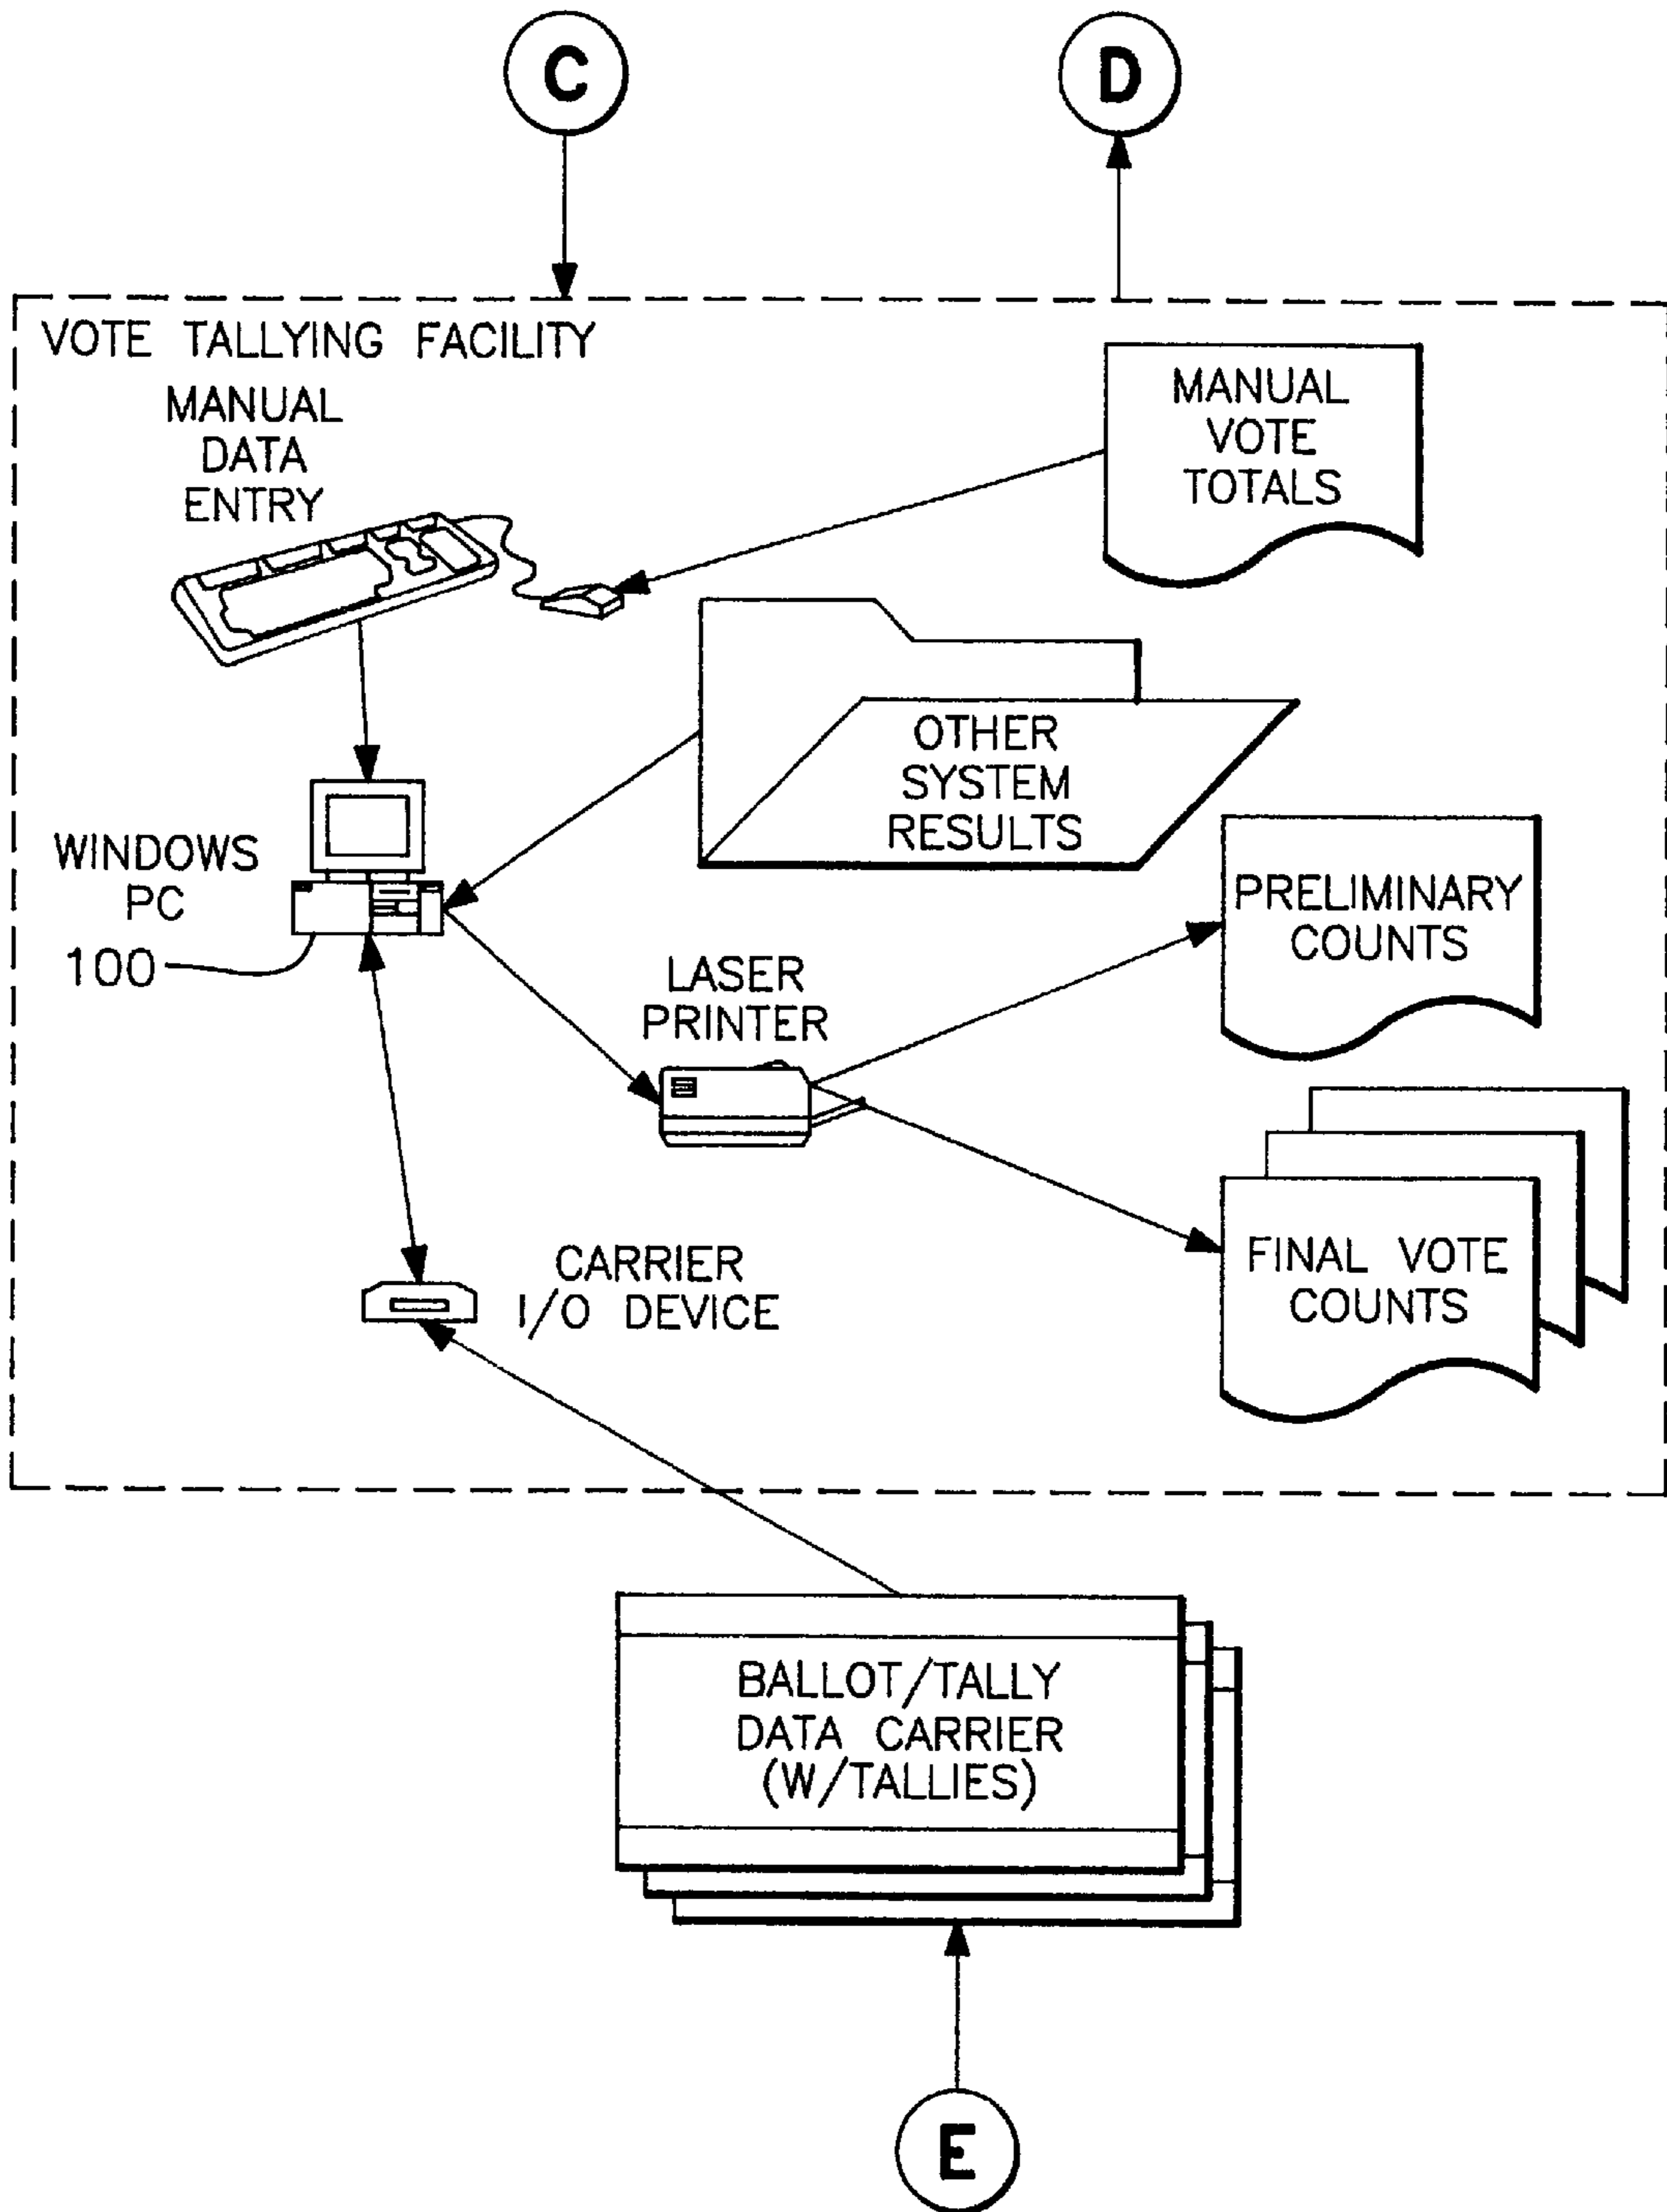 C
D
VOTE TALLYING FACILITY
MANUAL
DATA
ENTRY
MANUAL
VOTE
TOTALS
OTHER
SYSTEM
RESULTS
WINDOWS
PC
100
PRELIMINARY
COUNTS
LASER
PRINTER
FINAL VOTE
COUNTS
CARRIER
I/O DEVICE
BALLOT/TALLY
DATA CARRIER
(W/TALLIES)
E